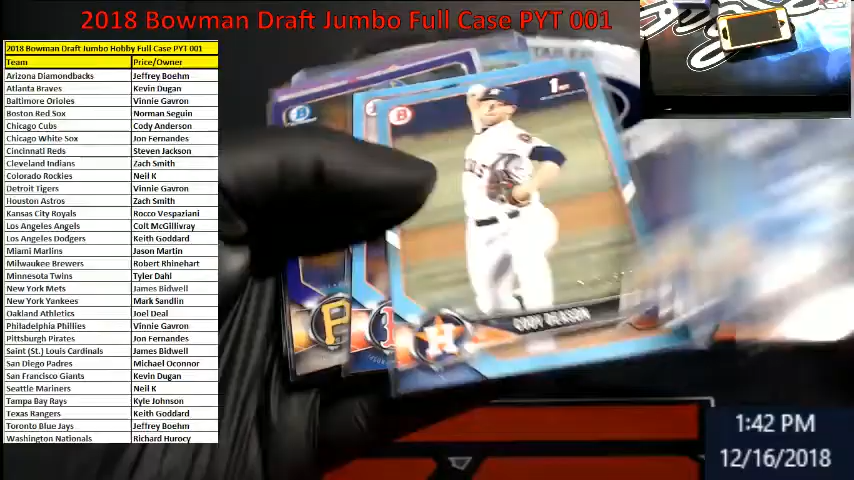 2018 Bowman Draft Jumbo Full Case PYT 001
2018 Bowman Draft Jumbo Hobby Full Case PYT 001
Team Price/Owner
Arizona Diamondbacks Jeffrey Boehm
Atlanta Braves Kevin Dugan
Baltimore Orioles Vinnie Gavron
Boston Red Sox Norman Seguin
Chicago Cubs Cody Anderson
Chicago White Sox Jon Fernandes
Cincinnati Reds Steven Jackson
Cleveland Indians Zach Smith
Colorado Rockies Neil K
Detroit Tigers Vinnie Gavron
Houston Astros Zach Smith
Kansas City Royals Rocco Vespaziani
Los Angeles Angels Colt McGillivray
Los Angeles Dodgers Keith Goddard
Miami Marlins Jason Martin
Milwaukee Brewers Robert Rhinehart
Minnesota Twins Tyler Dahl
New York Mets James Bidwell
New York Yankees Mark Sandlin
Oakland Athletics Joel Deal
Philadelphia Phillies Vinnie Gavron
Pittsburgh Pirates Jon Fernandes
Saint (St.) Louis Cardinals James Bidwell
San Diego Padres Michael Oconnor
San Francisco Giants Kevin Dugan
Seattle Mariners Neil K
Tampa Bay Rays Kyle Johnson
Texas Rangers Keith Goddard
Toronto Blue Jays Jeffrey Boehm
Washington Nationals Richard Hurocy
1st
CODY DEASON
1:42 PM
12/16/2018